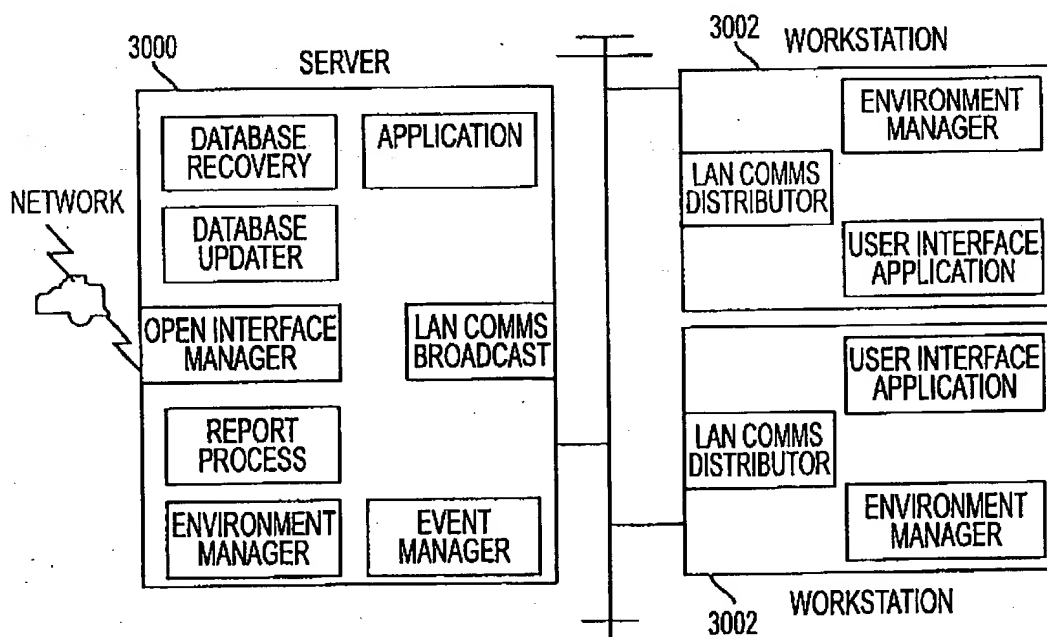 3000
SERVER
DATABASE
RECOVERY
APPLICATION
NETWORK
DATABASE
UPDATER
OPEN INTERFACE
MANAGER
LAN COMMS
BROADCAST
REPORT
PROCESS
ENVIRONMENT
MANAGER
EVENT
MANAGER
3002
WORKSTATION
ENVIRONMENT
MANAGER
LAN COMMS
DISTRIBUTOR
USER INTERFACE
APPLICATION
USER INTERFACE
APPLICATION
LAN COMMS
DISTRIBUTOR
ENVIRONMENT
MANAGER
3002
WORKSTATION